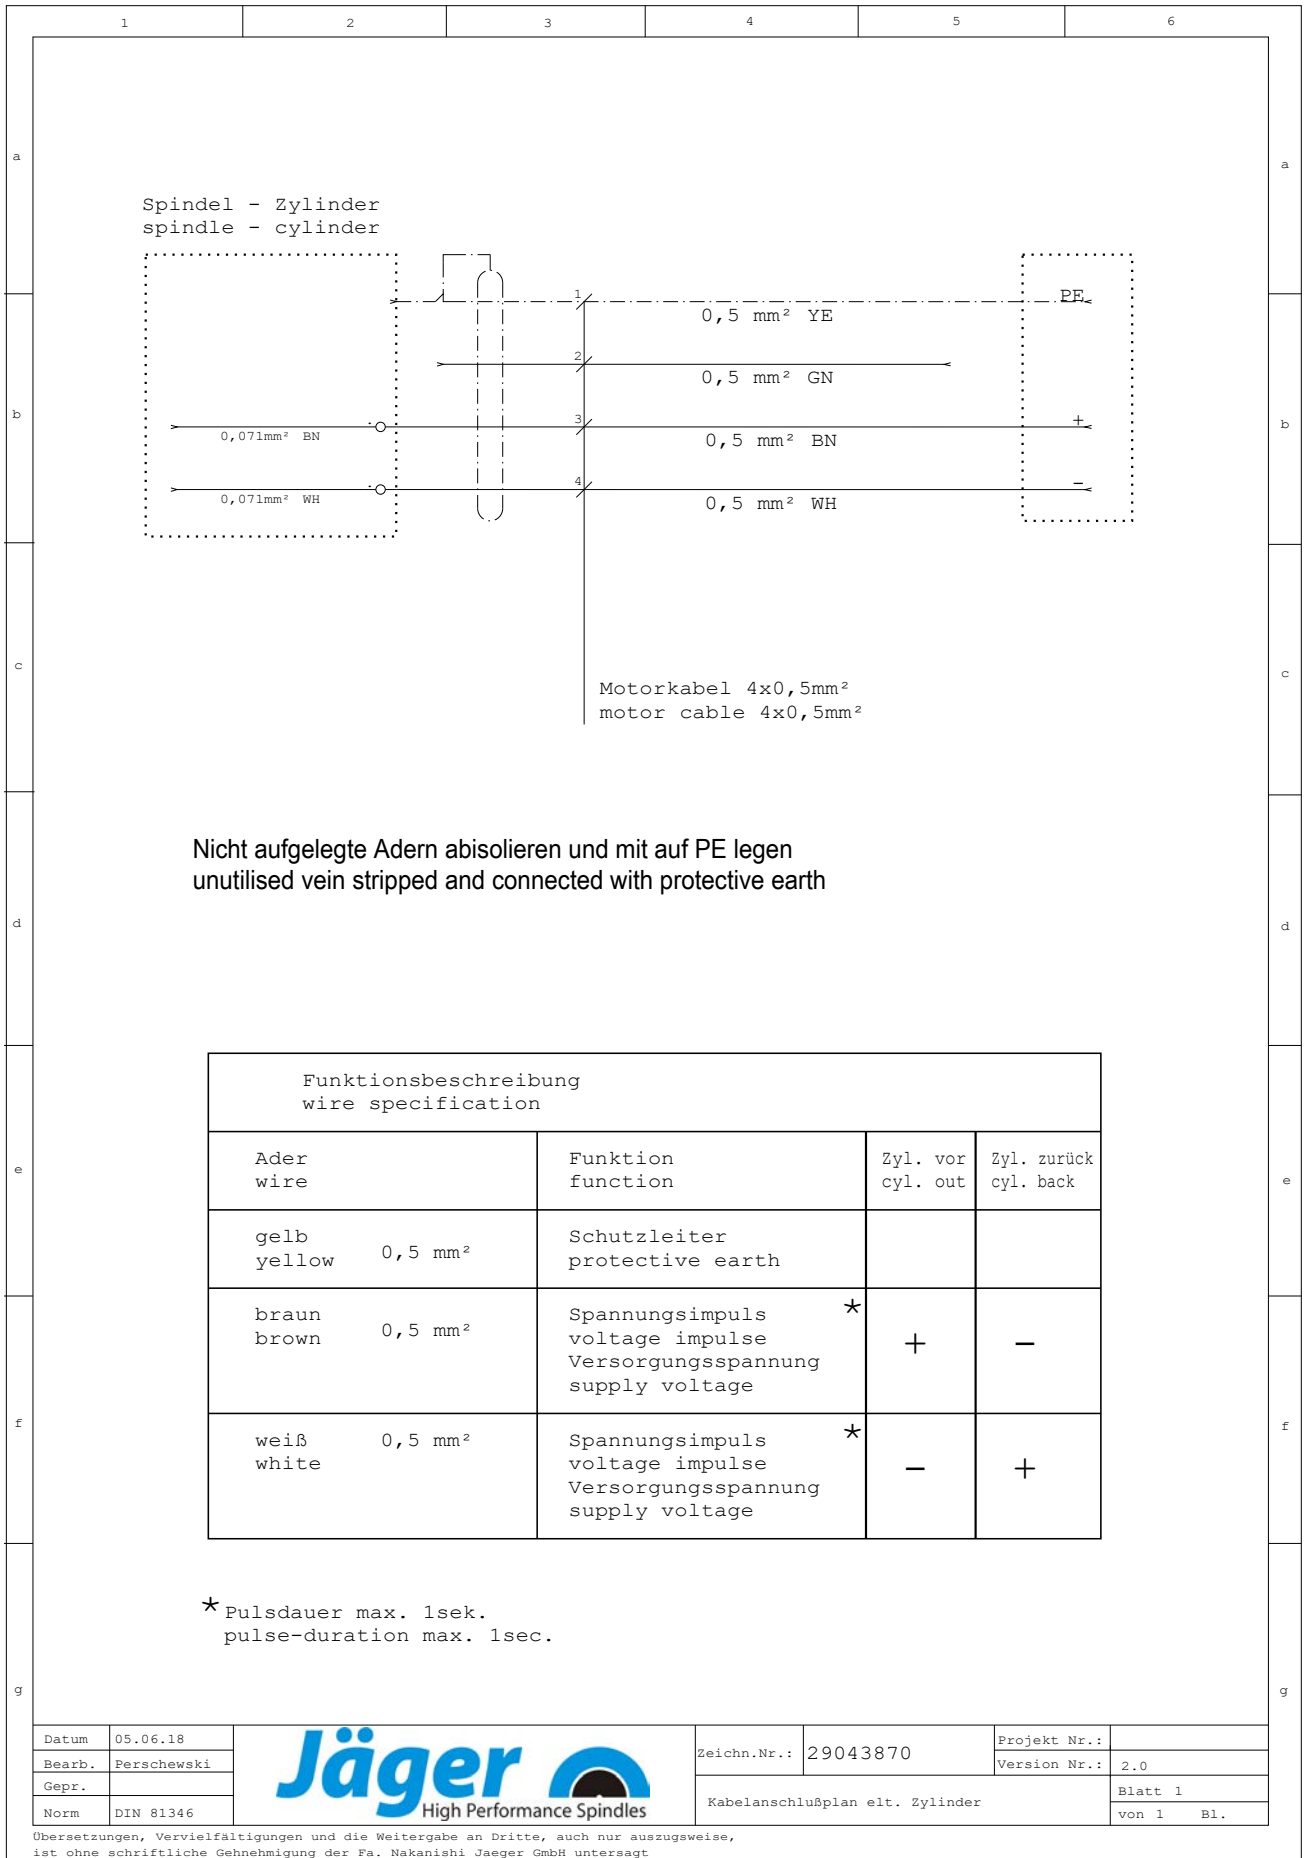 1 2 3 4 5 6
a a
Spindel - Zylinder
spindle - cylinder
1 PE
0,5 mm² YE
2
0,5 mm² GN
b b
3 +
0,071mm² BN 0,5 mm² BN
4 -
0,071mm² WH 0,5 mm² WH
c c
Motorkabel 4x0,5mm²
motor cable 4x0,5mm²
Nicht aufgelegte Adern abisolieren und mit auf PE legen
unutilised vein stripped and connected with protective earth
d d
Funktionsbeschreibung
wire specification
e e
Ader Funktion Zyl. vor Zyl. zurück
wire function cyl. out cyl. back
gelb Schutzleiter
yellow 0,5 mm² protective earth
braun Spannungsimpuls *
brown 0,5 mm² voltage impulse + -
Versorgungsspannung
supply voltage
f f
weiß 0,5 mm² Spannungsimpuls *
white voltage impulse - +
Versorgungsspannung
supply voltage
* Pulsdauer max. 1sek.
pulse-duration max. 1sec.
g g
Datum 05.06.18
Bearb. Perschewski
Gepr.
Norm DIN 81346
Jäger
High Performance Spindles
Zeichn.Nr.: 29043870
Projekt Nr.:
Version Nr.: 2.0
Kabelanschlußplan elt. Zylinder
Blatt 1
von 1 Bl.
Übersetzungen, Vervielfältigungen und die Weitergabe an Dritte, auch nur auszugsweise,
ist ohne schriftliche Gehnehmigung der Fa. Nakanishi Jaeger GmbH untersagt